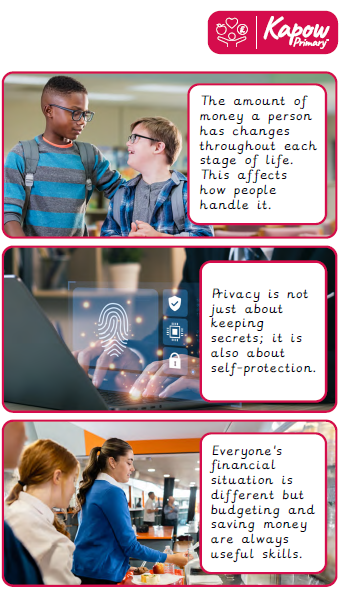 Kapow
Primary
The amount of
money a person
has changes
throughout each
stage of life.
This affects
how people
handle it.
Privacy is not
just about
keeping
secrets; it is
also about
self-protection.
Everyone's
financial
situation is
different but
budgeting and
saving money
are always
useful skills.